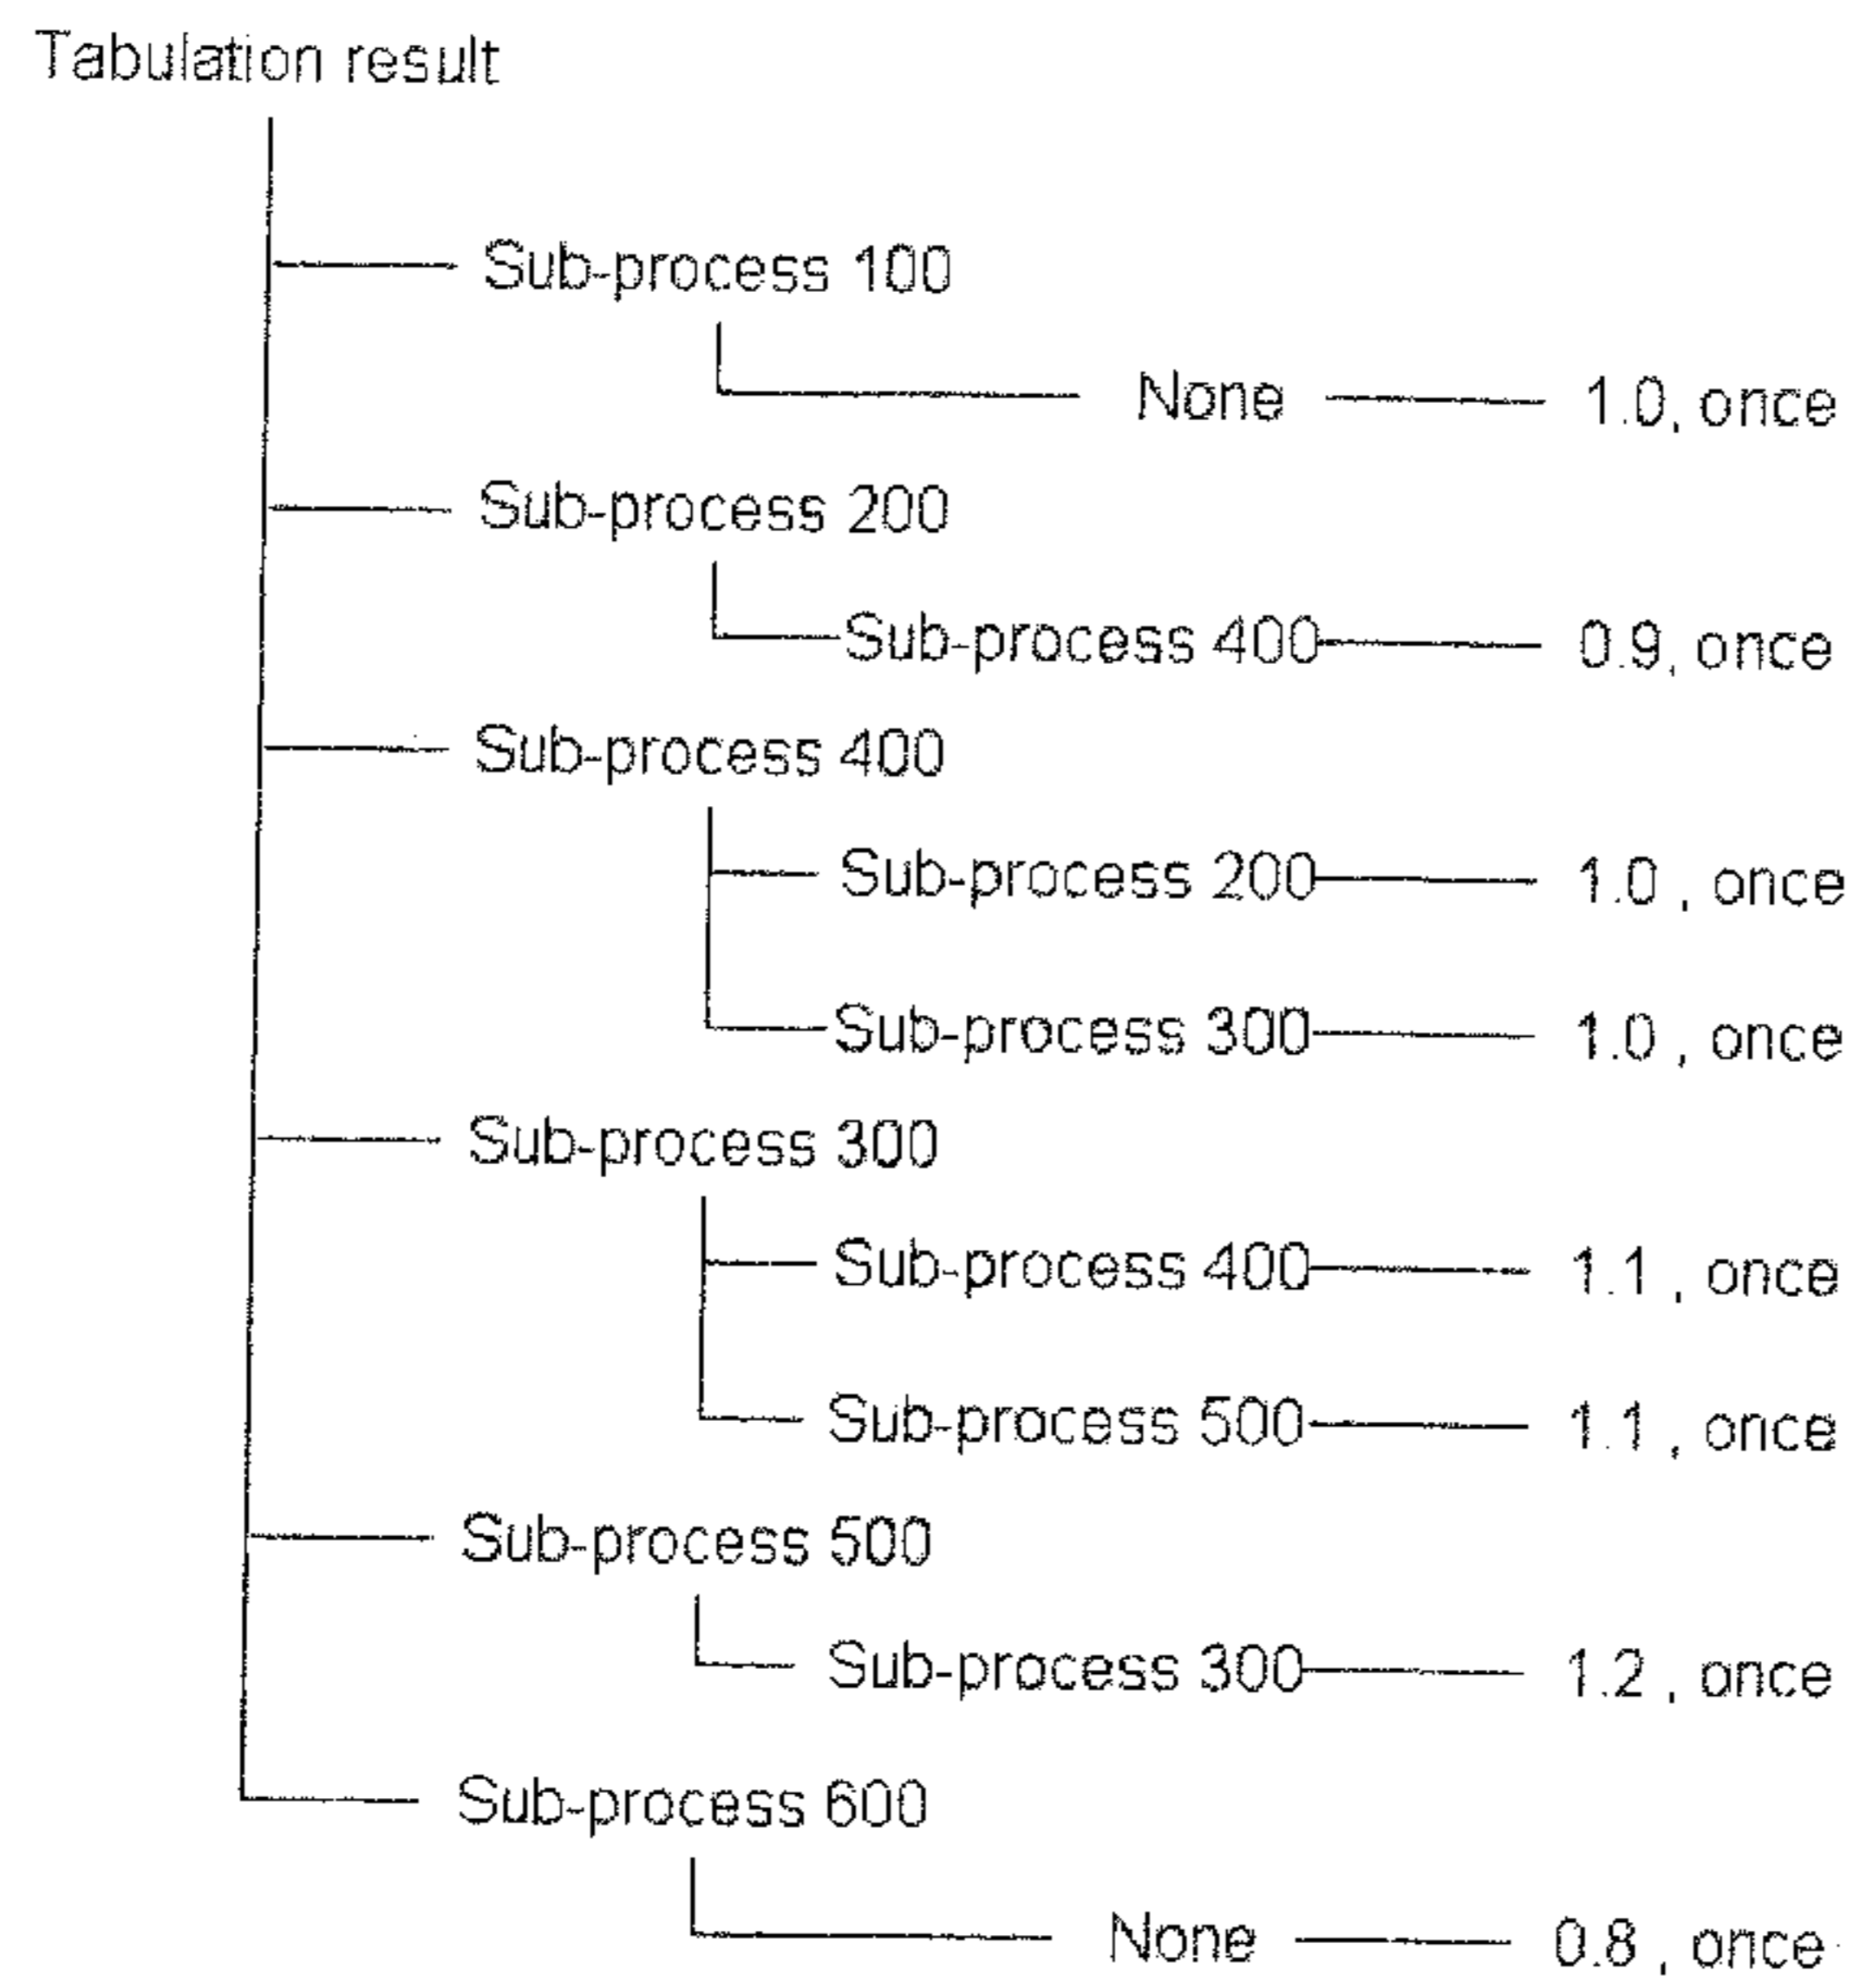 Tabulation result
Sub-process 100
None 1.0, once
Sub-process 200
Sub-process 400 0.9, once
Sub-process 400
Sub-process 200 1.0 , once
Sub-process 300 1.0 , once
Sub-process 300
Sub-process 400 1.1 , once
Sub-process 500 1.1 , once
Sub-process 500
Sub-process 300 1.2 , once
Sub-process 600
None 0.8 , once